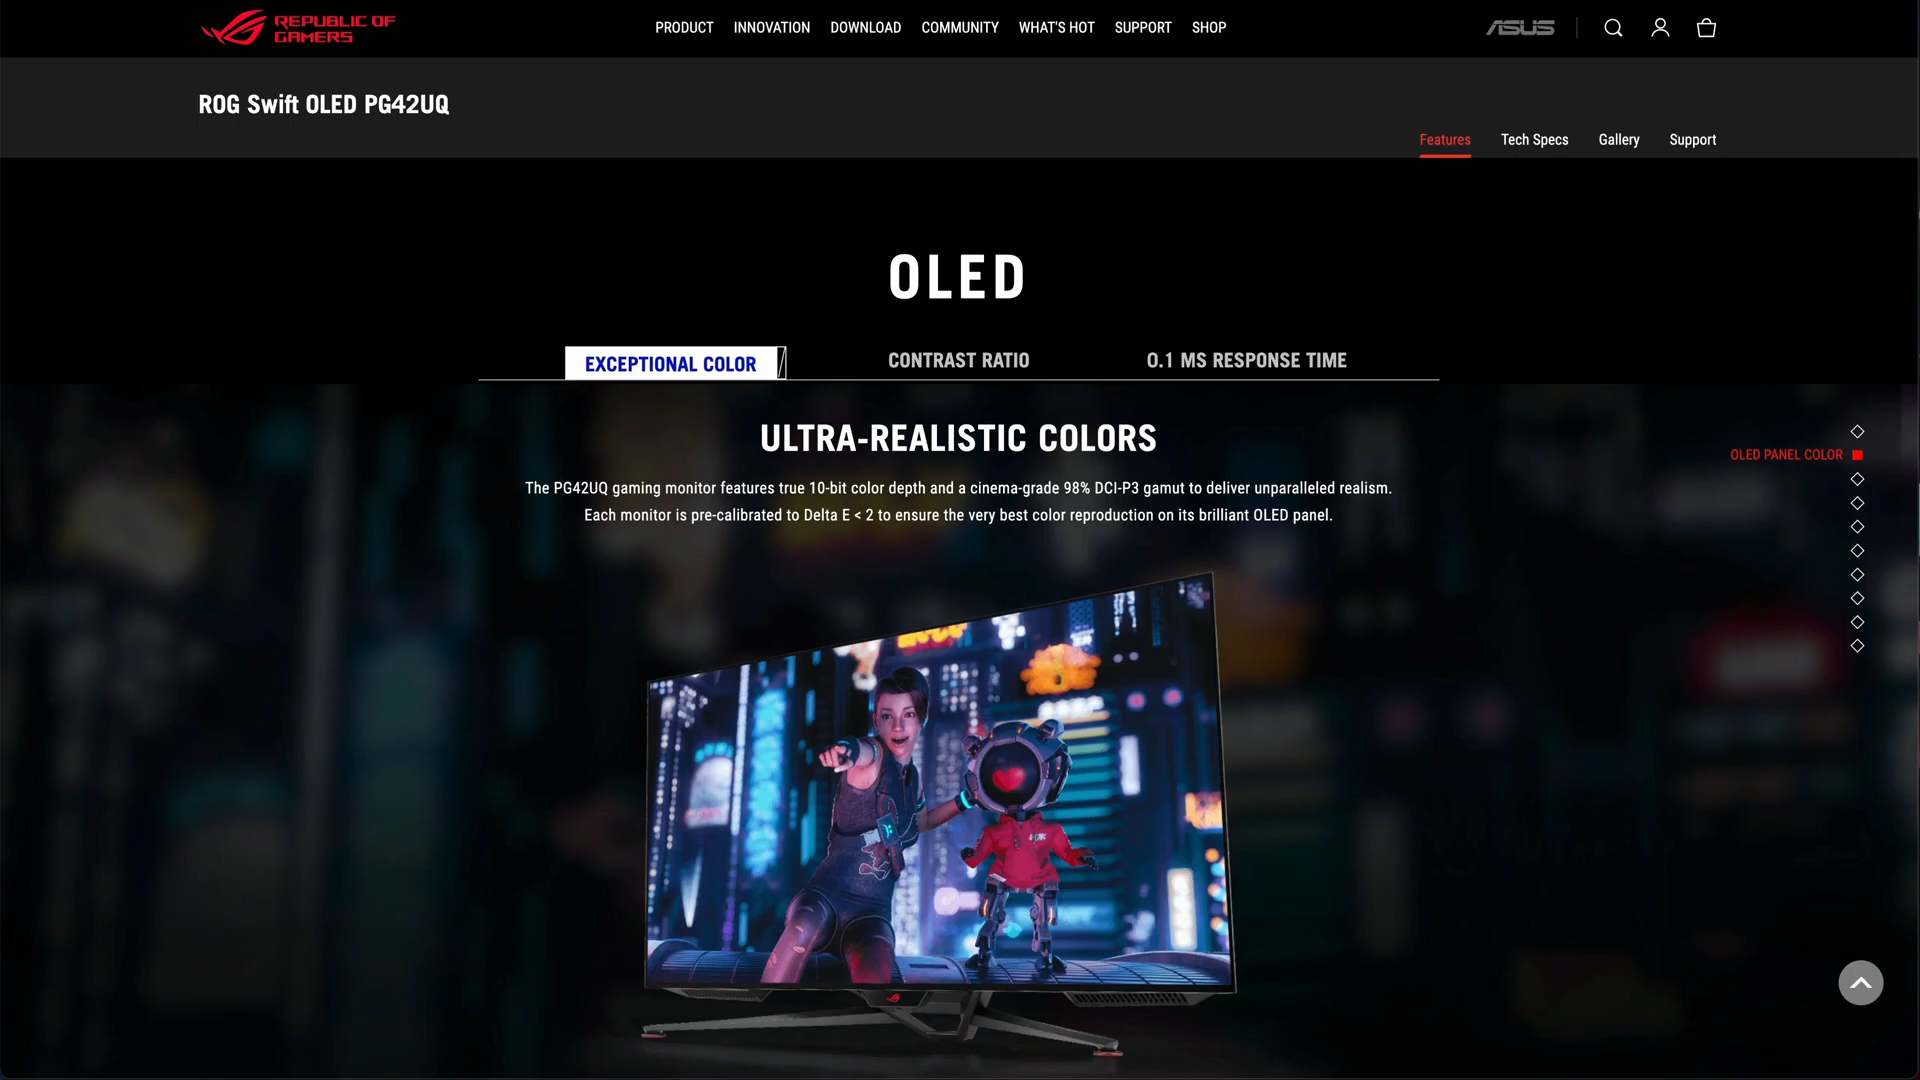 REPUBLIC OF
GAMERS
PRODUCT INNOVATION DOWNLOAD COMMUNITY WHAT'S HOT SUPPORT SHOP
ASUS
ROG Swift OLED PG42UQ
Features Tech Specs Gallery Support
OLED
EXCEPTIONAL COLOR CONTRAST RATIO 0.1 MS RESPONSE TIME
ULTRA-REALISTIC COLORS
OLED PANEL COLOR
The PG42UQ gaming monitor features true 10-bit color depth and a cinema-grade 98% DCI-P3 gamut to deliver unparalleled realism.
Each monitor is pre-calibrated to Delta E < 2 to ensure the very best color reproduction on its brilliant OLED panel.